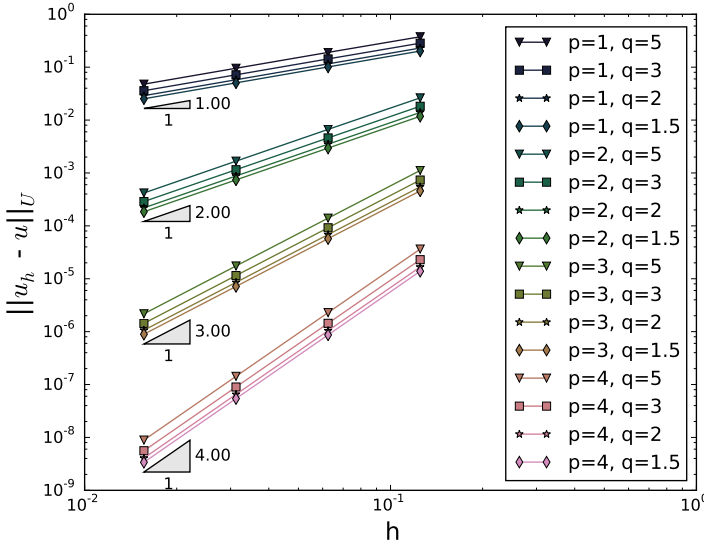 10^0
10^-1
10^-2
10^-3
10^-4
10^-5
10^-6
10^-7
10^-8
10^-9
||u_h - u||_U
1.00
1
2.00
1
3.00
1
4.00
1
p=1, q=5
p=1, q=3
p=1, q=2
p=1, q=1.5
p=2, q=5
p=2, q=3
p=2, q=2
p=2, q=1.5
p=3, q=5
p=3, q=3
p=3, q=2
p=3, q=1.5
p=4, q=5
p=4, q=3
p=4, q=2
p=4, q=1.5
10^-2
10^-1
10^0
h